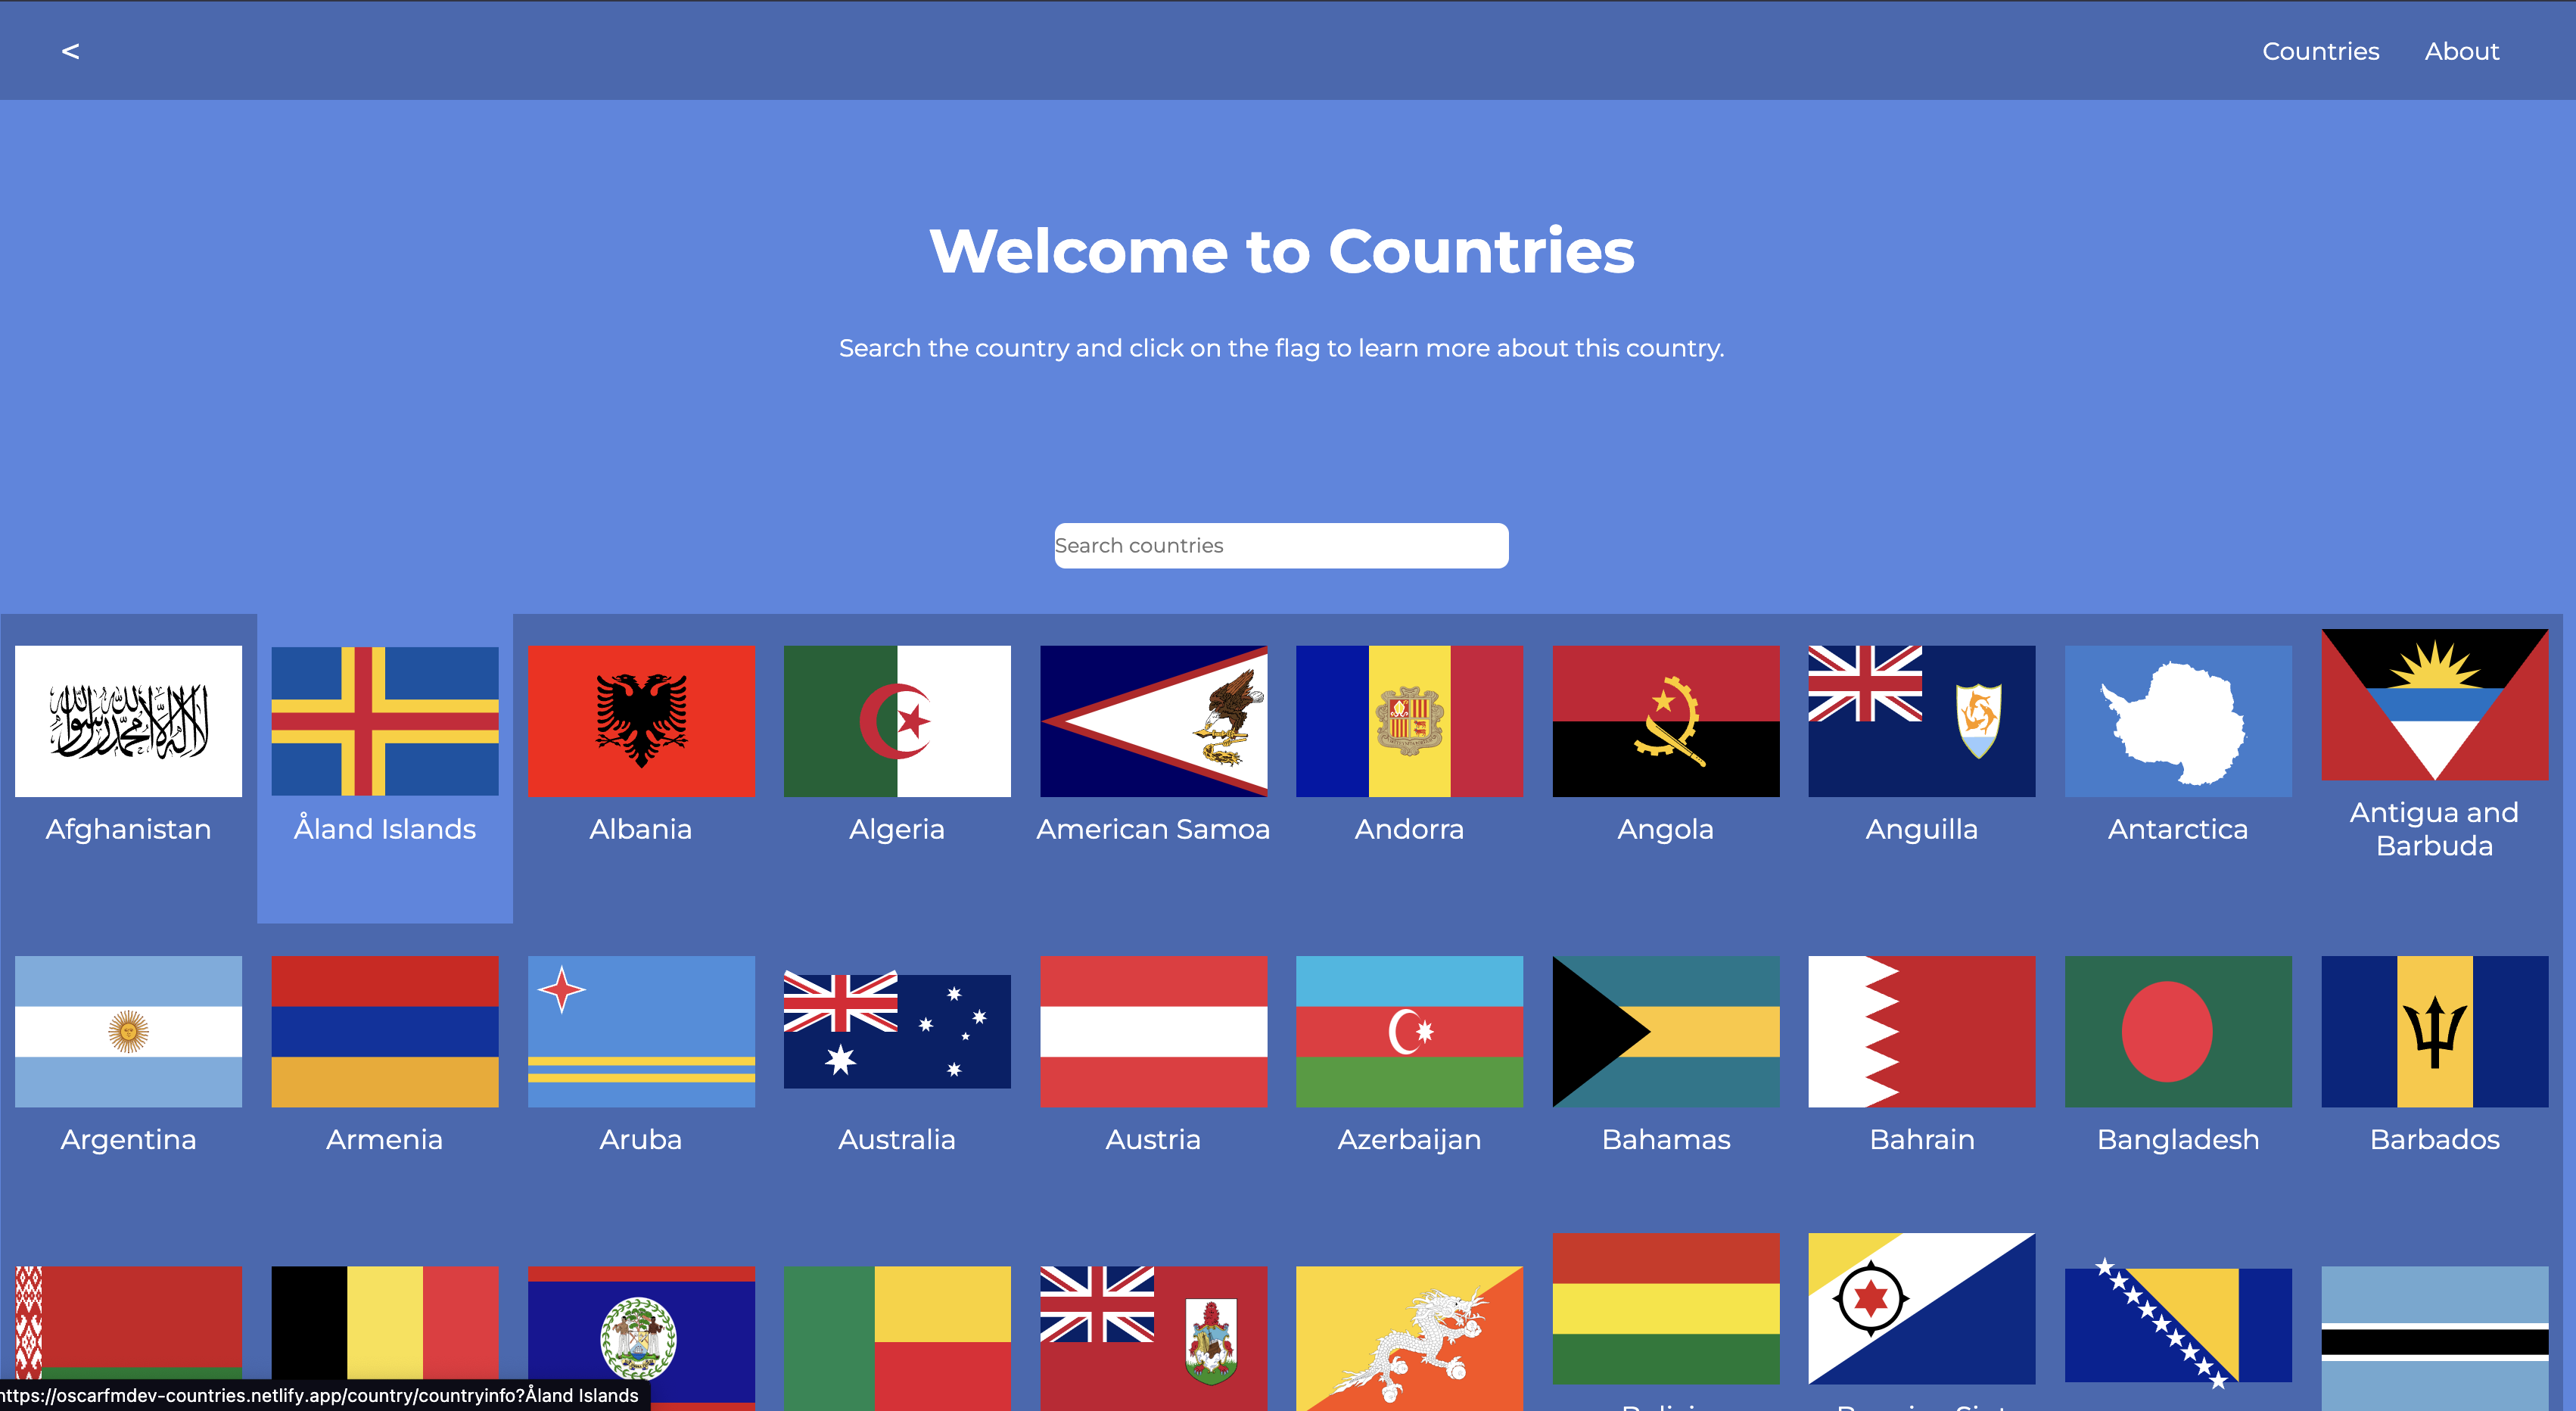 <
Countries
About
Welcome to Countries
Search the country and click on the flag to learn more about this country.
Search countries
Afghanistan
Åland Islands
Albania
Algeria
American Samoa
Andorra
Angola
Anguilla
Antarctica
Antigua and
Barbuda
Argentina
Armenia
Aruba
Australia
Austria
Azerbaijan
Bahamas
Bahrain
Bangladesh
Barbados
https://oscarfmdev-countries.netlify.app/country/countryinfo?Åland Islands